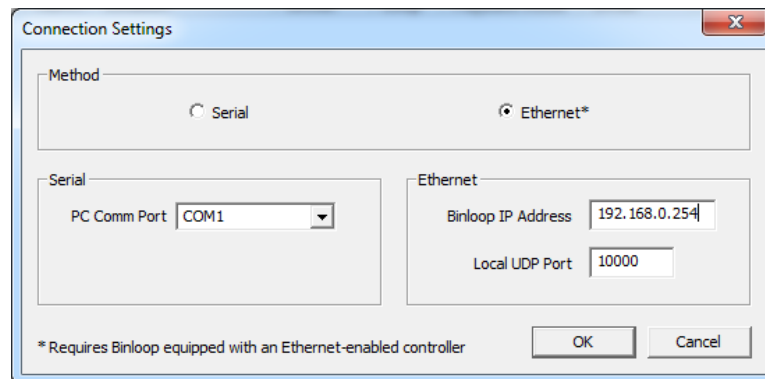 Connection Settings
Method
Serial
Ethernet*
Serial
PC Comm Port COM1
Ethernet
Binloop IP Address 192.168.0.254
Local UDP Port 10000
* Requires Binloop equipped with an Ethernet-enabled controller
OK
Cancel